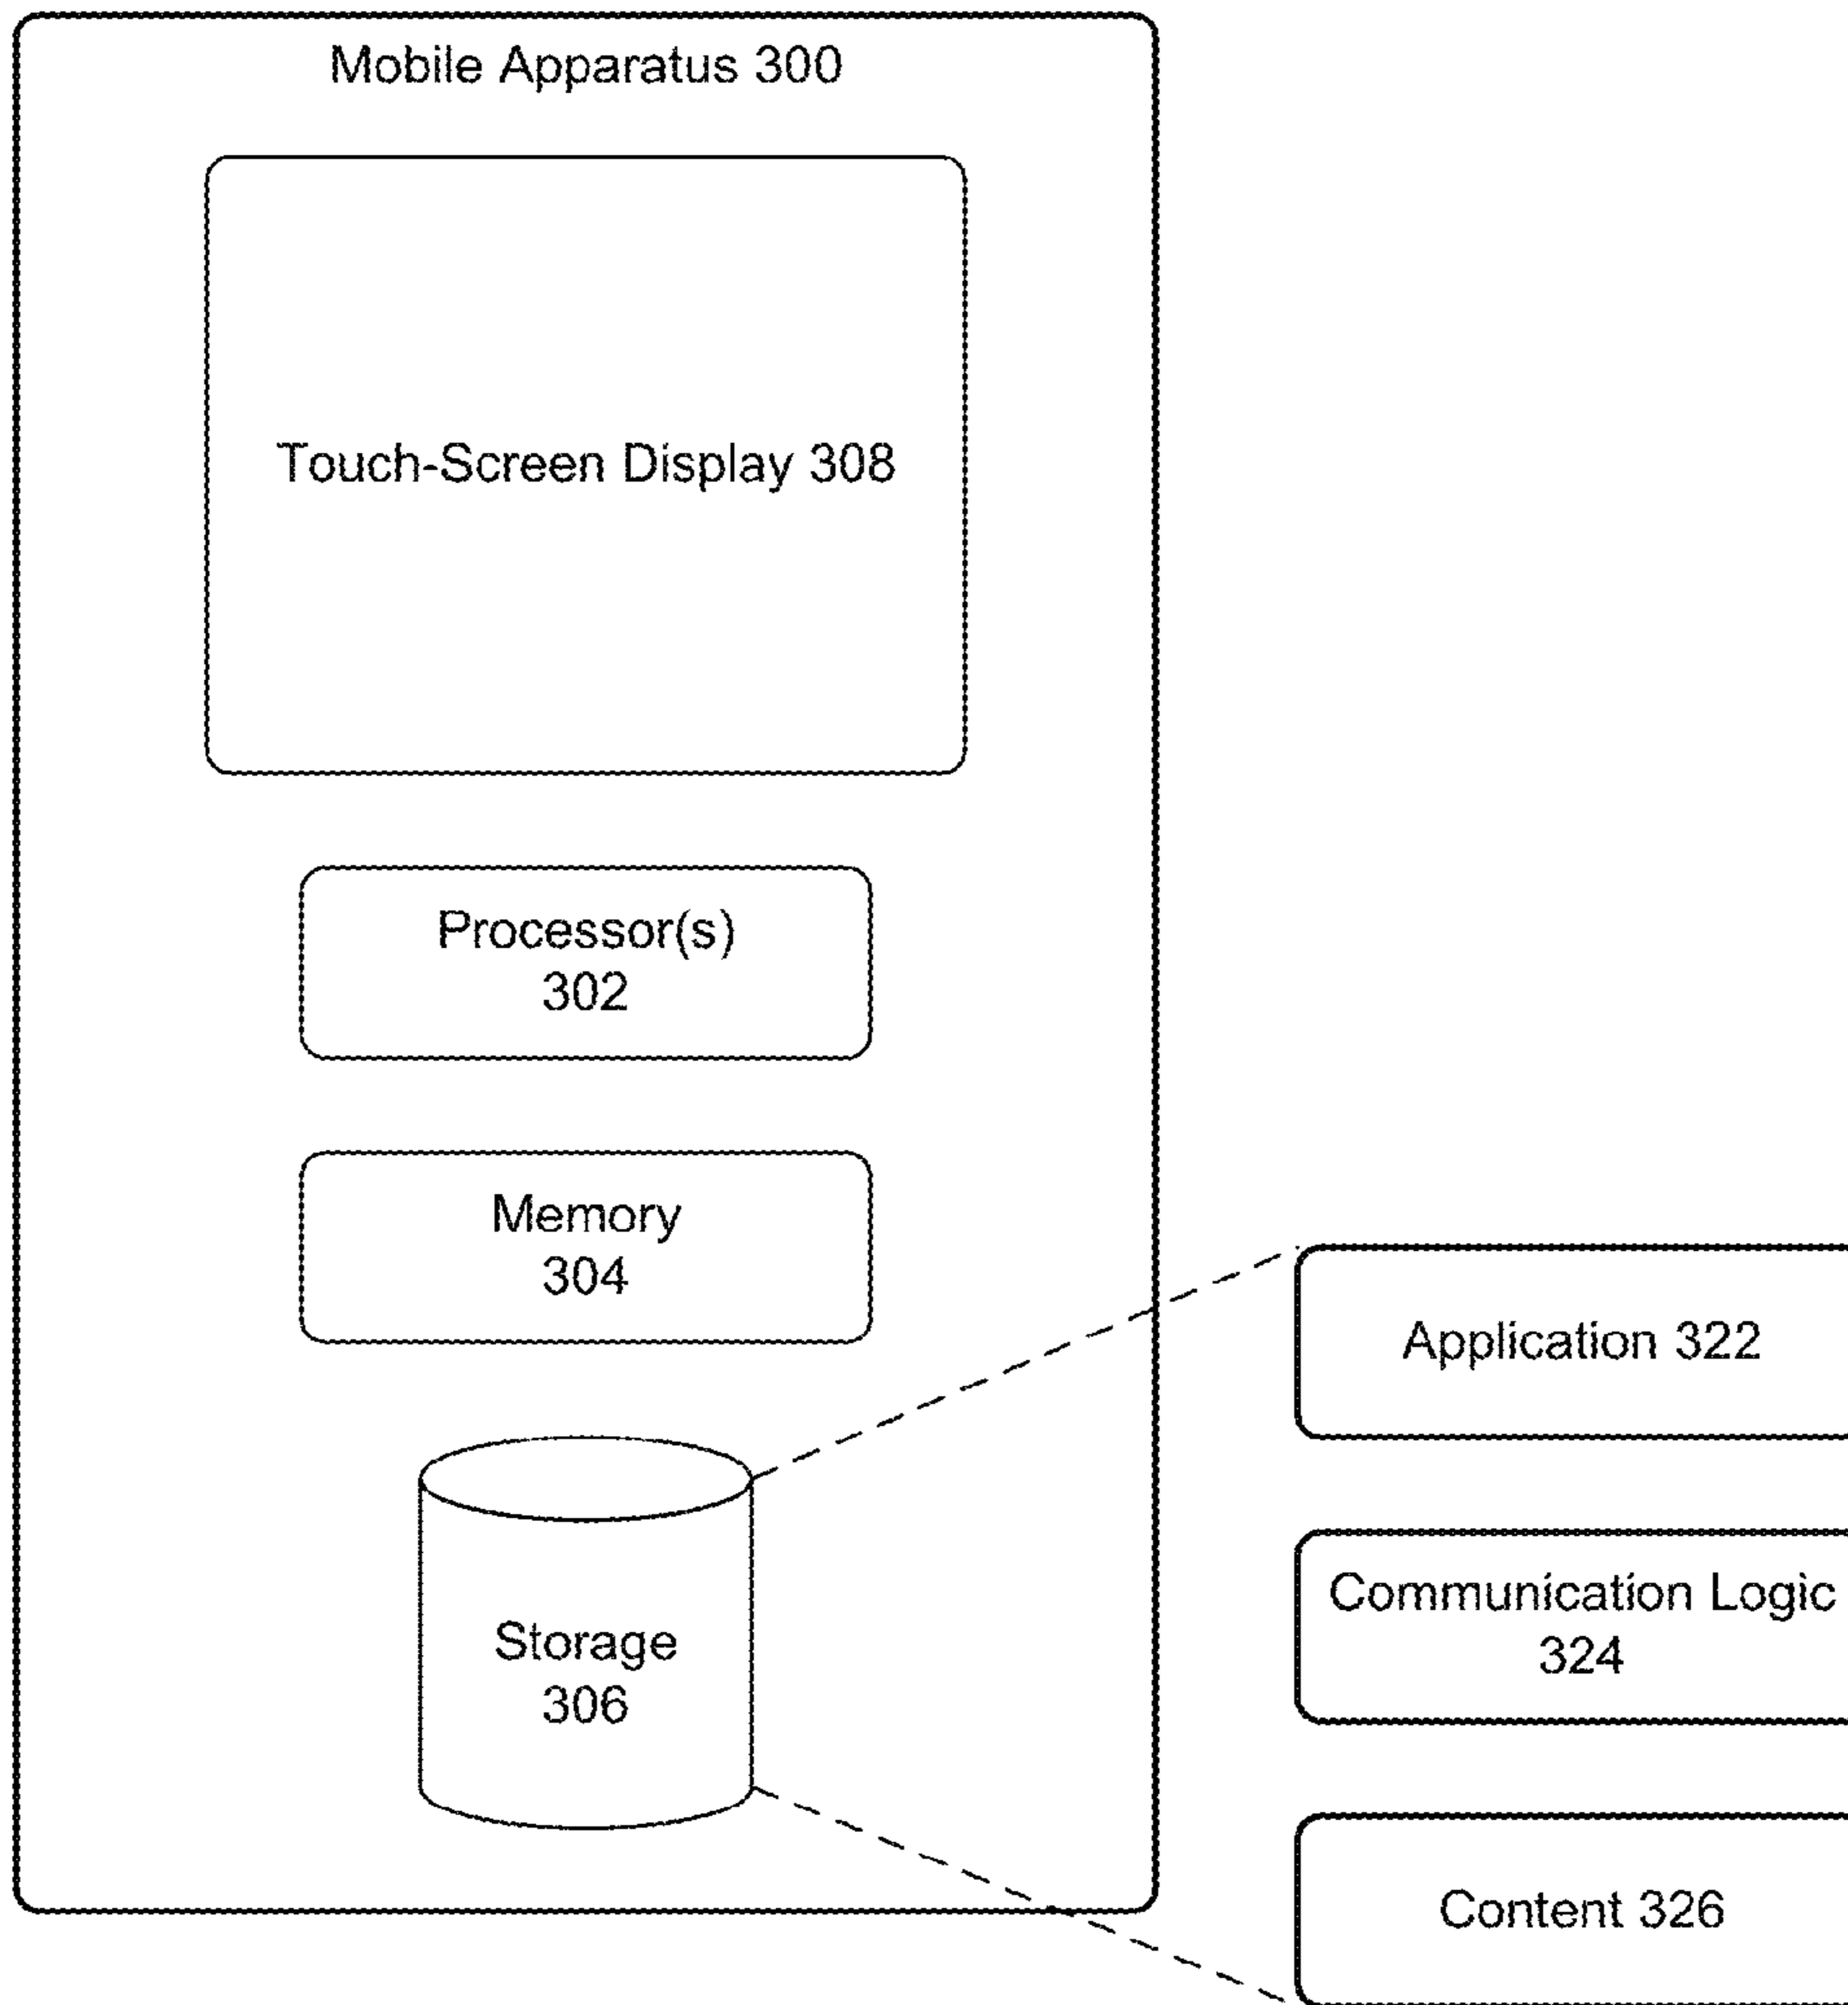 Mobile Apparatus 300
Touch-Screen Display 308
Processor(s)
302
Memory
304
Storage
306
Application 322
Communication Logic
324
Content 326